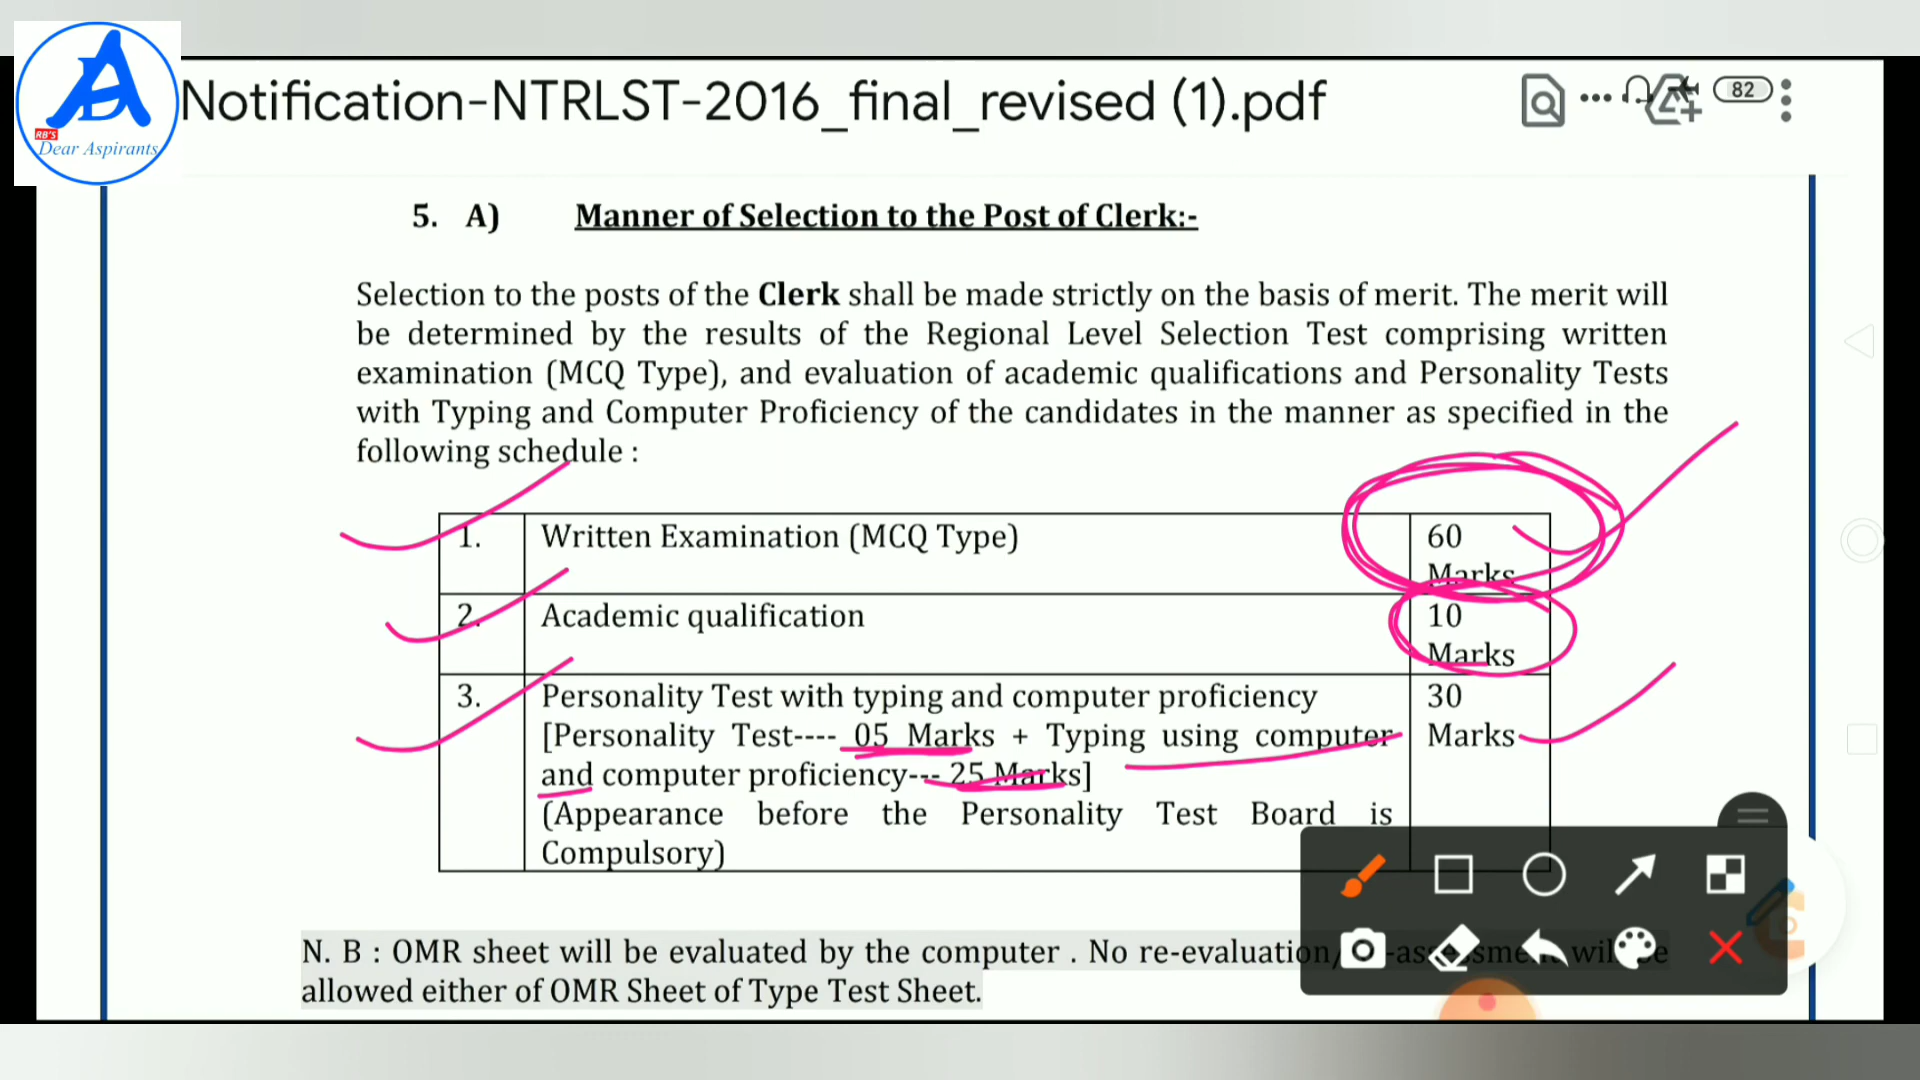 RB'S
Dear Aspirants
Notification-NTRLST-2016_final_revised (1).pdf
82
5. A) Manner of Selection to the Post of Clerk:-
Selection to the posts of the Clerk shall be made strictly on the basis of merit. The merit will
be determined by the results of the Regional Level Selection Test comprising written
examination (MCQ Type), and evaluation of academic qualifications and Personality Tests
with Typing and Computer Proficiency of the candidates in the manner as specified in the
following schedule :
1. Written Examination (MCQ Type) 60
Marks
2. Academic qualification 10
Marks
3. Personality Test with typing and computer proficiency 30
[Personality Test---- 05 Marks + Typing using computer Marks
and computer proficiency--- 25 Marks]
(Appearance before the Personality Test Board is
Compulsory)
N. B : OMR sheet will be evaluated by the computer . No re-evaluation/
allowed either of OMR Sheet of Type Test Sheet.